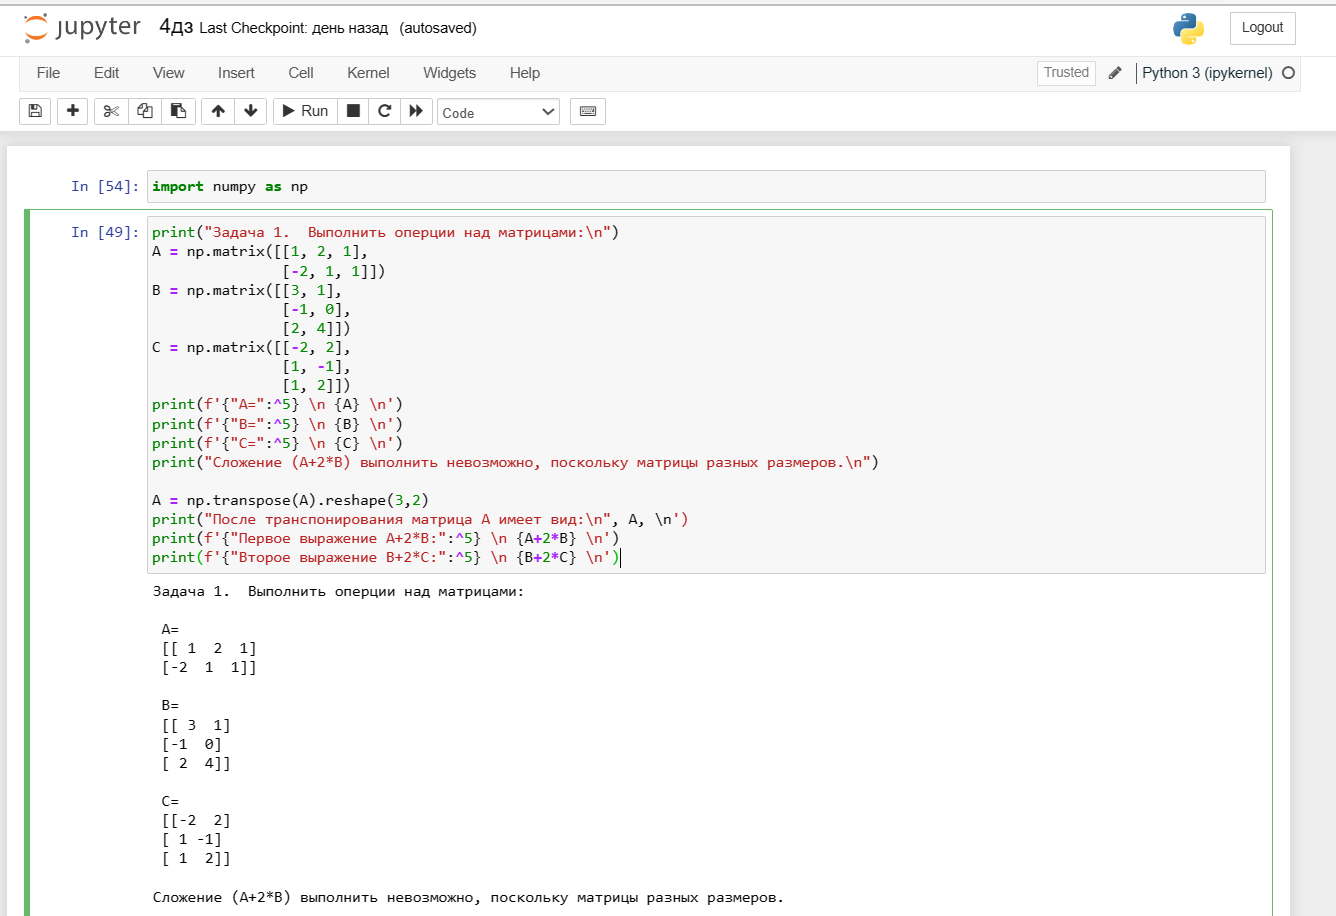 jupyter 4дз Last Checkpoint: день назад (autosaved) Logout
File Edit View Insert Cell Kernel Widgets Help Trusted Python 3 (ipykernel)
Run Code
In [54]: import numpy as np
In [49]: print("Задача 1.  Выполнить оперции над матрицами:\n")
A = np.matrix([[1, 2, 1],
               [-2, 1, 1]])
B = np.matrix([[3, 1],
               [-1, 0],
               [2, 4]])
C = np.matrix([[-2, 2],
               [1, -1],
               [1, 2]])
print(f'{"A=":^5} \n {A} \n')
print(f'{"B=":^5} \n {B} \n')
print(f'{"C=":^5} \n {C} \n')
print("Сложение (A+2*B) выполнить невозможно, поскольку матрицы разных размеров.\n")
A = np.transpose(A).reshape(3,2)
print("После транспонирования матрица А имеет вид:\n", A, \n')
print(f'{"Первое выражение A+2*B:":^5} \n {A+2*B} \n')
print(f'{"Второе выражение B+2*C:":^5} \n {B+2*C} \n')
Задача 1.  Выполнить оперции над матрицами:
A=
[[ 1  2  1]
[-2  1  1]]
B=
[[ 3  1]
[-1  0]
[ 2  4]]
C=
[[-2  2]
[ 1 -1]
[ 1  2]]
Сложение (A+2*B) выполнить невозможно, поскольку матрицы разных размеров.